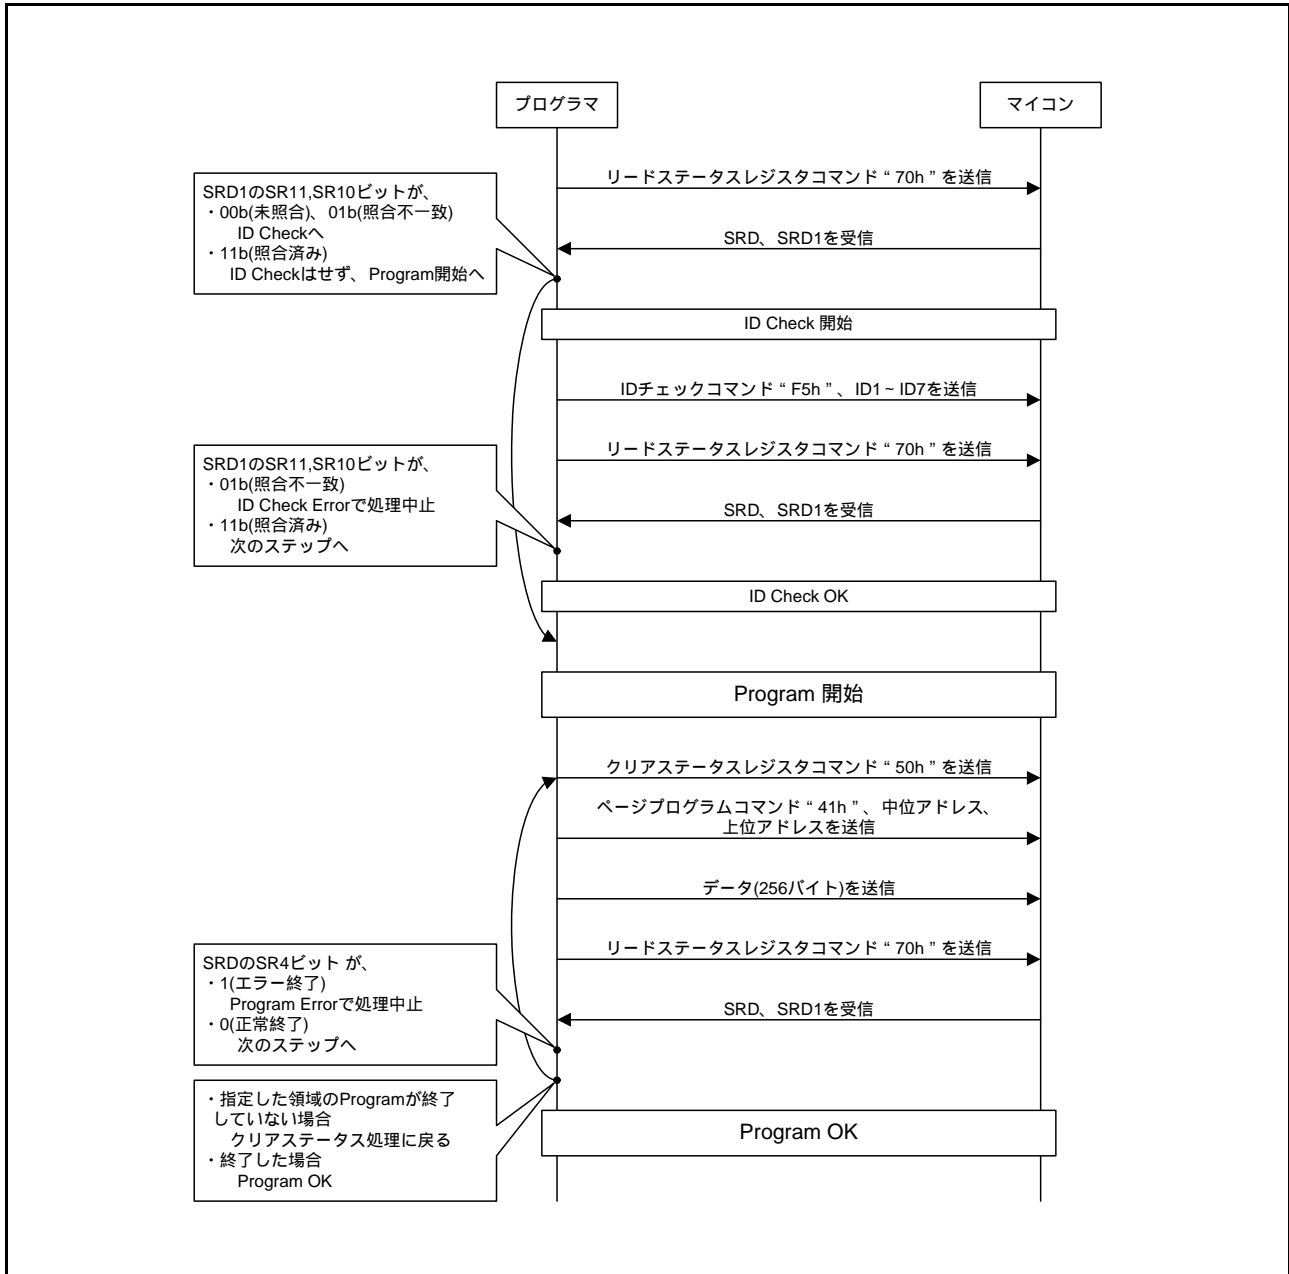 プログラマ
マイコン
リードステータスレジスタコマンド“ 70h ”を送信
SRD1のSR11,SR10ビットが、
・00b(未照合)、01b(照合不一致)
ID Checkへ
・11b(照合済み)
ID Checkはせず、Program開始へ
SRD、SRD1を受信
ID Check 開始
IDチェックコマンド“ F5h ”、ID1 ~ ID7を送信
リードステータスレジスタコマンド“ 70h ”を送信
SRD1のSR11,SR10ビットが、
・01b(照合不一致)
ID Check Errorで処理中止
・11b(照合済み)
次のステップへ
SRD、SRD1を受信
ID Check OK
Program 開始
クリアステータスレジスタコマンド“ 50h ”を送信
ページプログラムコマンド“ 41h ”、中位アドレス、
上位アドレスを送信
データ(256バイト)を送信
リードステータスレジスタコマンド“ 70h ”を送信
SRDのSR4ビット が、
・1(エラー終了)
Program Errorで処理中止
・0(正常終了)
次のステップへ
SRD、SRD1を受信
・指定した領域のProgramが終了
していない場合
クリアステータス処理に戻る
・終了した場合
Program OK
Program OK